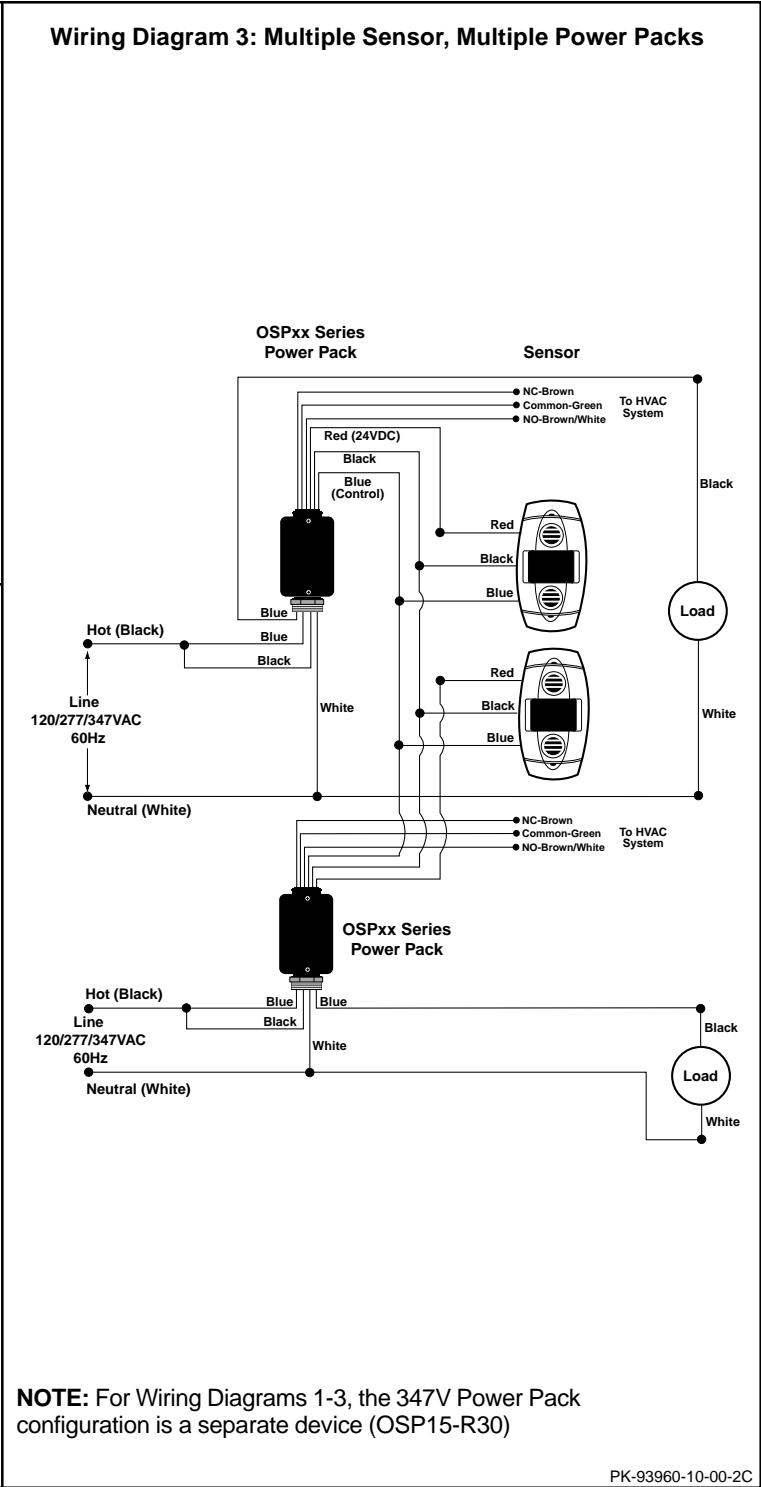 Wiring Diagram 3: Multiple Sensor, Multiple Power Packs
OSPxx Series
Power Pack
Sensor
NC-Brown
Common-Green
NO-Brown/White
To HVAC
System
Red (24VDC)
Black
Blue
(Control)
Black
Red
Black
Blue
Load
Blue
Hot (Black)
Blue
Black
White
Line
120/277/347VAC
60Hz
Red
Black
Blue
White
Neutral (White)
NC-Brown
Common-Green
NO-Brown/White
To HVAC
System
OSPxx Series
Power Pack
Hot (Black)
Blue
Blue
Line
120/277/347VAC
60Hz
Black
White
Black
Load
Neutral (White)
White
NOTE: For Wiring Diagrams 1-3, the 347V Power Pack
configuration is a separate device (OSP15-R30)
PK-93960-10-00-2C